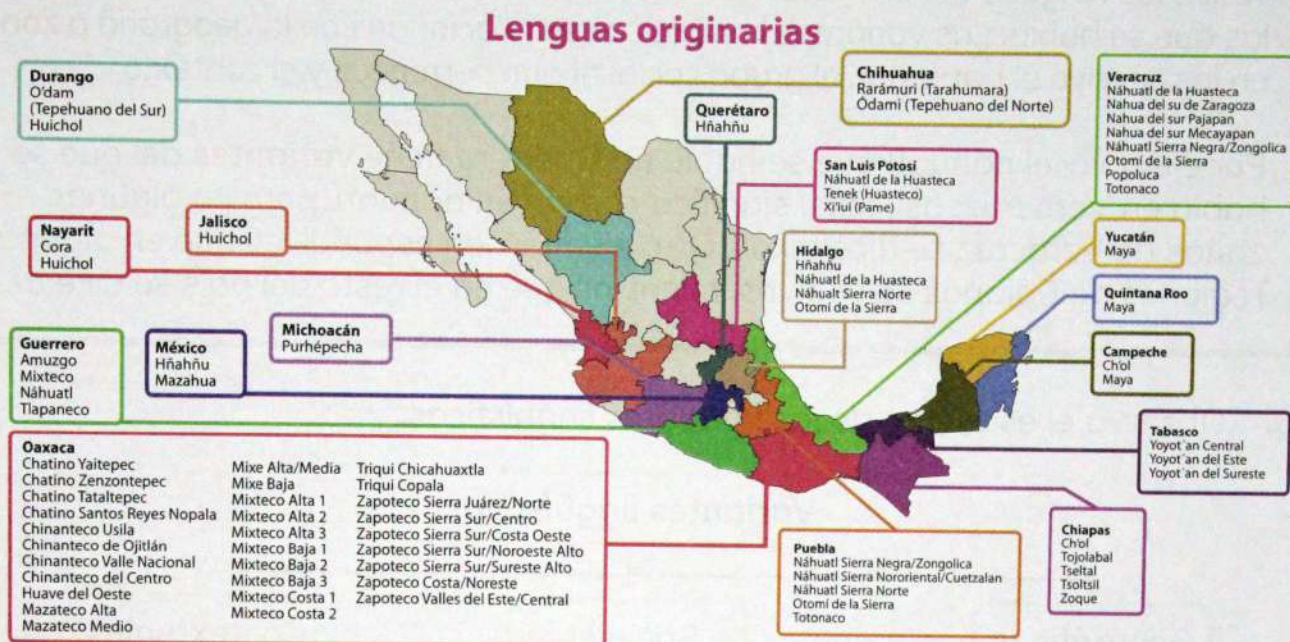 Lenguas originarias
Durango
O'dam
(Tepehuano del Sur)
Huichol
Chihuahua
Rarámuri (Tarahumara)
Ódami (Tepehuano del Norte)
Querétaro
Hñahñu
Veracruz
Náhuatl de la Huasteca
Nahua del su de Zaragoza
Nahua del sur Pajapan
Nahua del sur Mecayapan
Náhuatl Sierra Negra/Zongolica
Otomí de la Sierra
Popoluca
Totonaco
San Luis Potosí
Náhuatl de la Huasteca
Tenek (Huasteco)
Xi'lui (Pame)
Nayarit
Cora
Huichol
Jalisco
Huichol
Hidalgo
Hñahñu
Náhuatl de la Huasteca
Náhualt Sierra Norte
Otomí de la Sierra
Yucatán
Maya
Quintana Roo
Maya
Michoacán
Purhépecha
Guerrero
Amuzgo
Mixteco
Náhuatl
Tlapaneco
México
Hñahñu
Mazahua
Campeche
Ch'ol
Maya
Tabasco
Yoyot´an Central
Yoyot´an del Este
Yoyot´an del Sureste
Oaxaca
Chatino Yaitepec
Chatino Zenzontepec
Chatino Tataltepec
Chatino Santos Reyes Nopala
Chinanteco Usila
Chinanteco de Ojitlán
Chinanteco Valle Nacional
Chinanteco del Centro
Huave del Oeste
Mazateco Alta
Mazateco Medio
Mixe Alta/Media
Mixe Baja
Mixteco Alta 1
Mixteco Alta 2
Mixteco Alta 3
Mixteco Baja 1
Mixteco Baja 2
Mixteco Baja 3
Mixteco Costa 1
Mixteco Costa 2
Triqui Chicahuaxtla
Triqui Copala
Zapoteco Sierra Juárez/Norte
Zapoteco Sierra Sur/Centro
Zapoteco Sierra Sur/Costa Oeste
Zapoteco Sierra Sur/Noroeste Alto
Zapoteco Sierra Sur/Sureste Alto
Zapoteco Costa/Noreste
Zapoteco Valles del Este/Central
Puebla
Náhuatl Sierra Negra/Zongolica
Náhuatl Sierra Nororiental/Cuetzalan
Náhuatl Sierra Norte
Otomí de la Sierra
Totonaco
Chiapas
Ch'ol
Tojolabal
Tseltal
Tsoltsil
Zoque